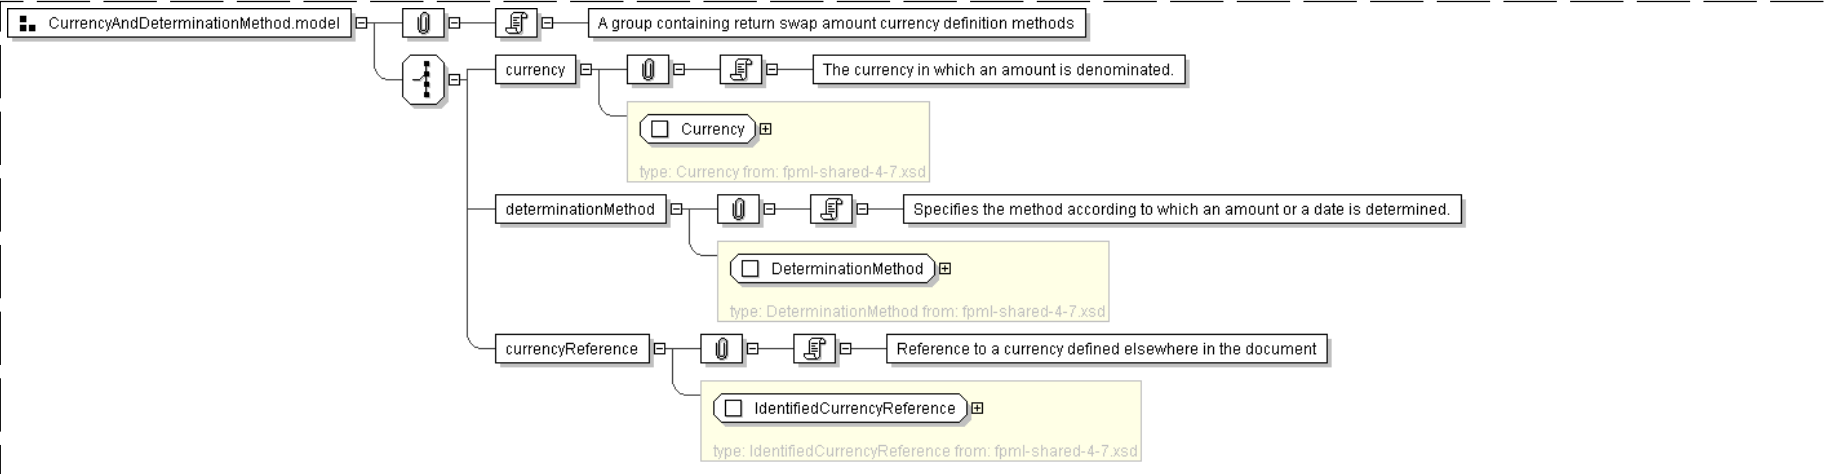 CurrencyAndDeterminationMethod.model
A group containing return swap amount currency definition methods
currency
The currency in which an amount is denominated.
Currency
type: Currency from: fpml-shared-4-7.xsd
determinationMethod
Specifies the method according to which an amount or a date is determined.
DeterminationMethod
type: DeterminationMethod from: fpml-shared-4-7.xsd
currencyReference
Reference to a currency defined elsewhere in the document
IdentifiedCurrencyReference
type: IdentifiedCurrencyReference from: fpml-shared-4-7.xsd